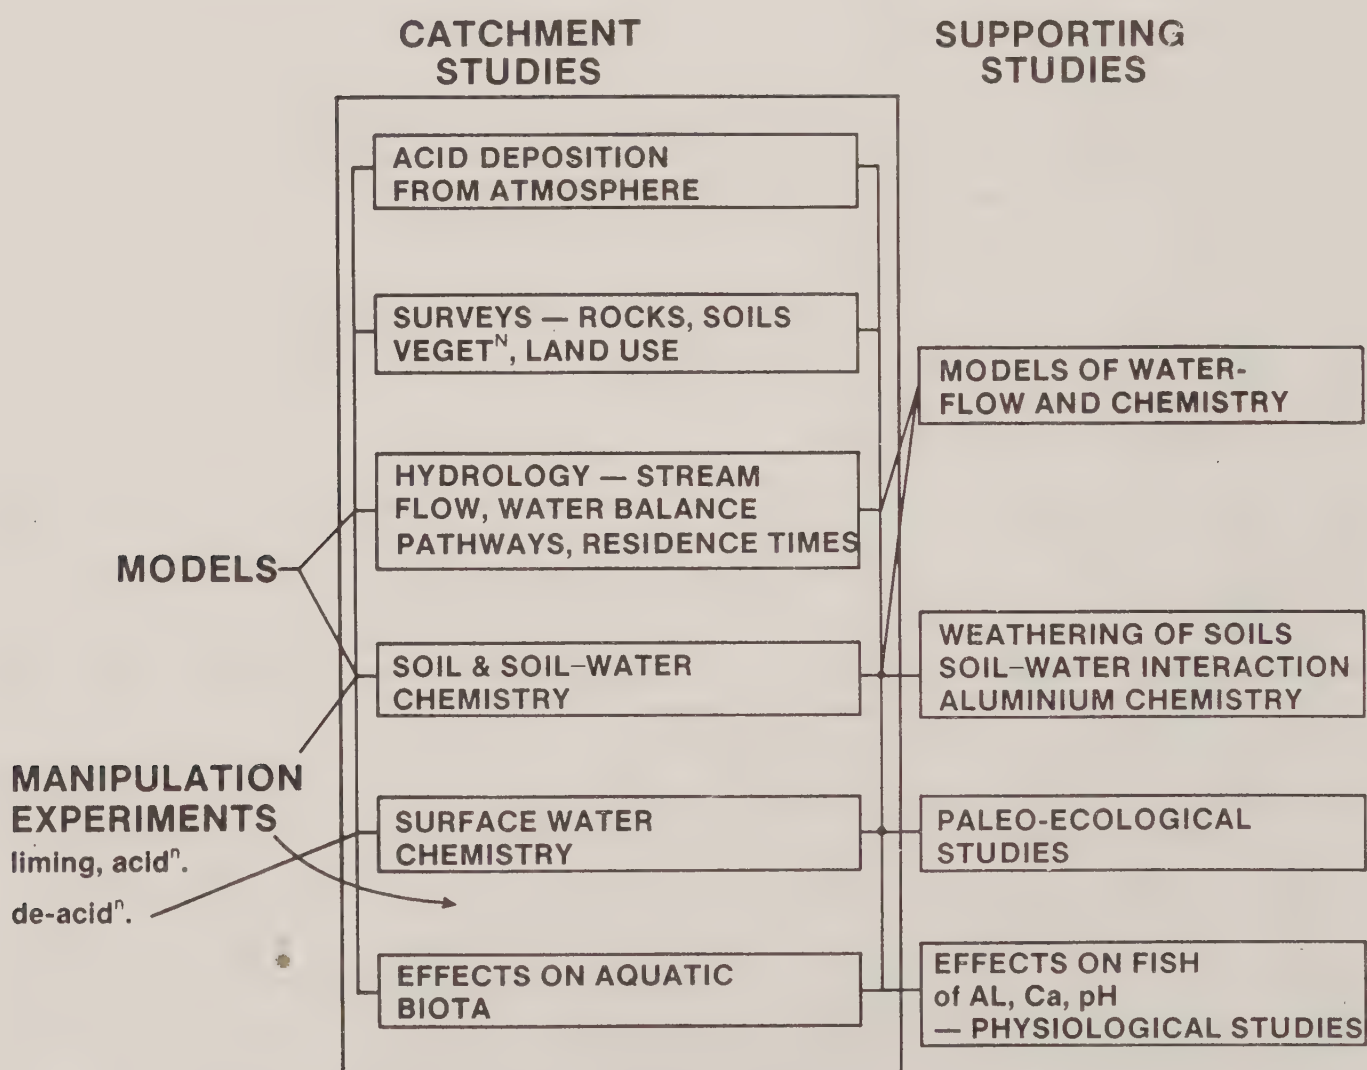 CATCHMENT
STUDIES
SUPPORTING
STUDIES
ACID DEPOSITION
FROM ATMOSPHERE
SURVEYS — ROCKS, SOILS
VEGETᴺ, LAND USE
MODELS OF WATER-
FLOW AND CHEMISTRY
HYDROLOGY — STREAM
FLOW, WATER BALANCE
PATHWAYS, RESIDENCE TIMES
MODELS
SOIL & SOIL–WATER
CHEMISTRY
WEATHERING OF SOILS
SOIL–WATER INTERACTION
ALUMINIUM CHEMISTRY
MANIPULATION
EXPERIMENTS
liming, acidⁿ.
de-acidⁿ.
SURFACE WATER
CHEMISTRY
PALEO-ECOLOGICAL
STUDIES
EFFECTS ON AQUATIC
BIOTA
EFFECTS ON FISH
of AL, Ca, pH
— PHYSIOLOGICAL STUDIES